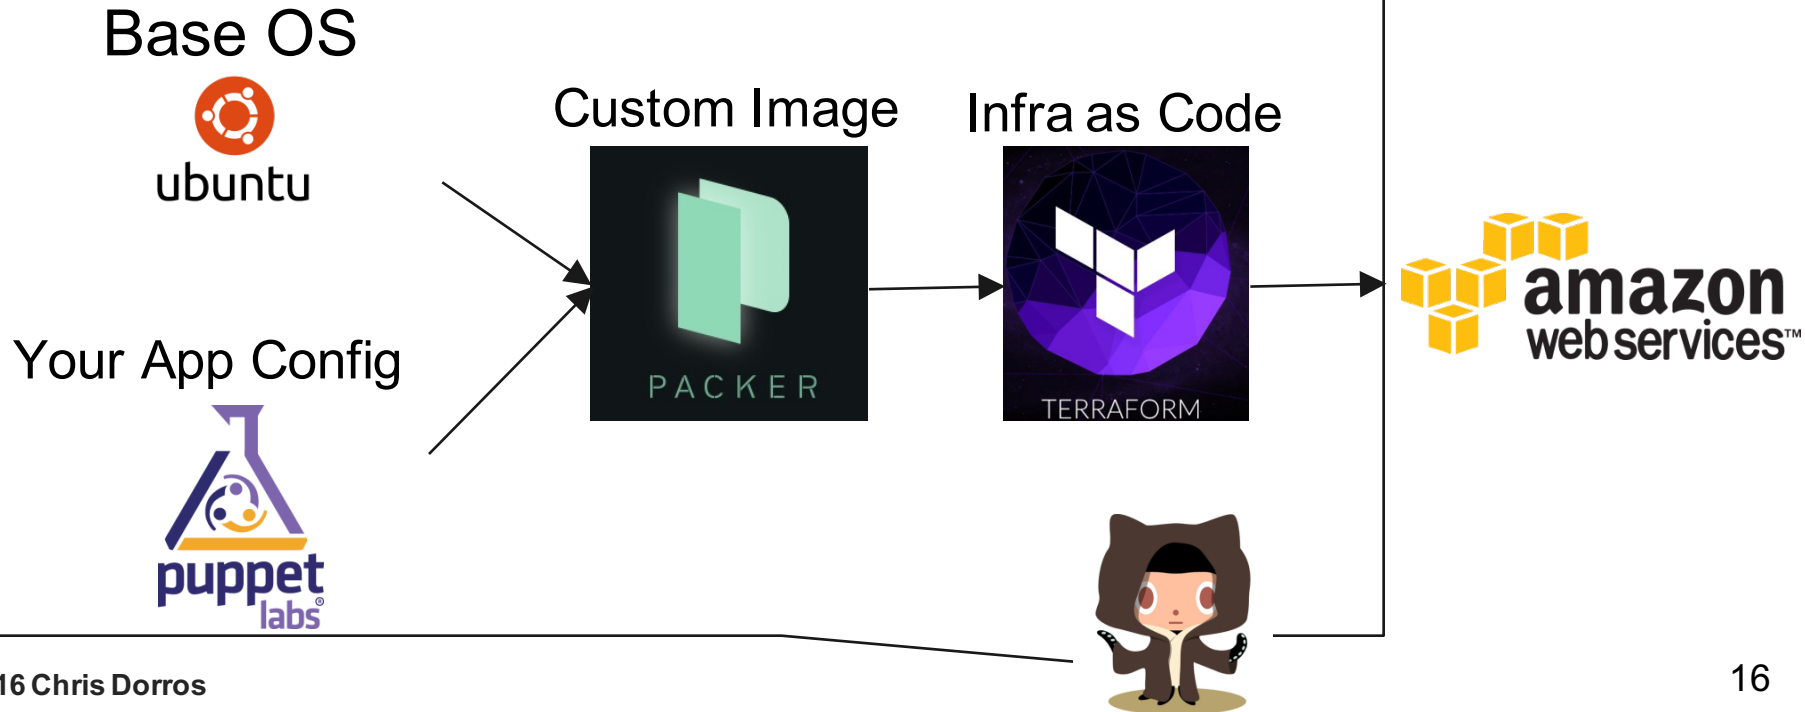 Base OS
ubuntu
Custom Image
Infra as Code
PACKER
TERRAFORM
amazon
web services™
Your App Config
puppet
labs®
16 Chris Dorros
16